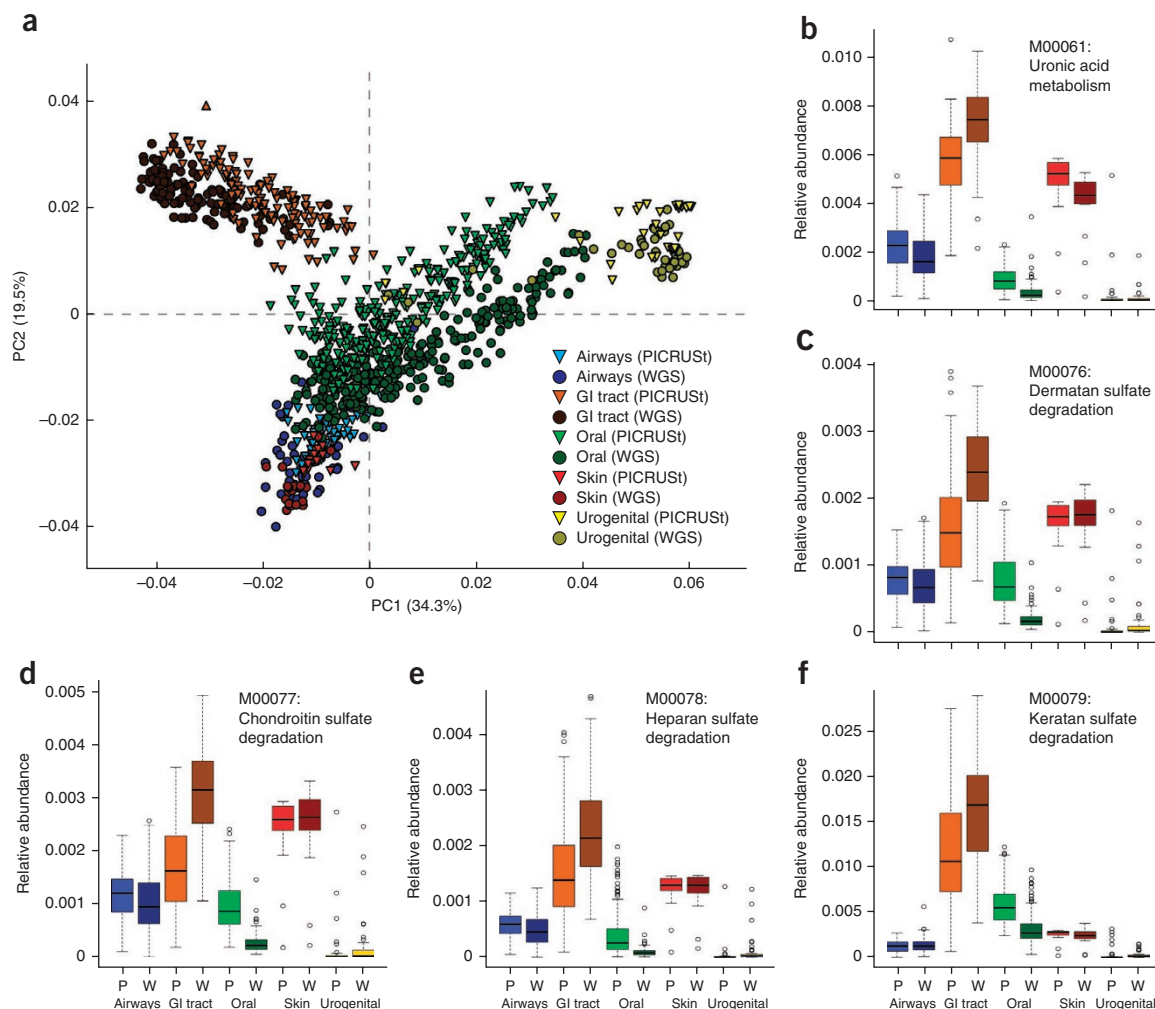 a
0.04
0.02
0
−0.02
−0.04
PC2 (19.5%)
−0.04
−0.02
0
0.02
0.04
0.06
PC1 (34.3%)
Airways (PICRUSt)
Airways (WGS)
GI tract (PICRUSt)
GI tract (WGS)
Oral (PICRUSt)
Oral (WGS)
Skin (PICRUSt)
Skin (WGS)
Urogenital (PICRUSt)
Urogenital (WGS)
b
M00061:
Uronic acid
metabolism
0.010
0.008
0.006
0.004
0.002
0
Relative abundance
c
M00076:
Dermatan sulfate
degradation
0.004
0.003
0.002
0.001
0
Relative abundance
d
M00077:
Chondroitin sulfate
degradation
0.005
0.004
0.003
0.002
0.001
0
Relative abundance
P W P W P W P W P W
Airways GI tract Oral Skin Urogenital
e
M00078:
Heparan sulfate
degradation
0.004
0.003
0.002
0.001
0
Relative abundance
P W P W P W P W P W
Airways GI tract Oral Skin Urogenital
f
M00079:
Keratan sulfate
degradation
0.025
0.020
0.015
0.010
0.005
0
Relative abundance
P W P W P W P W P W
Airways GI tract Oral Skin Urogenital